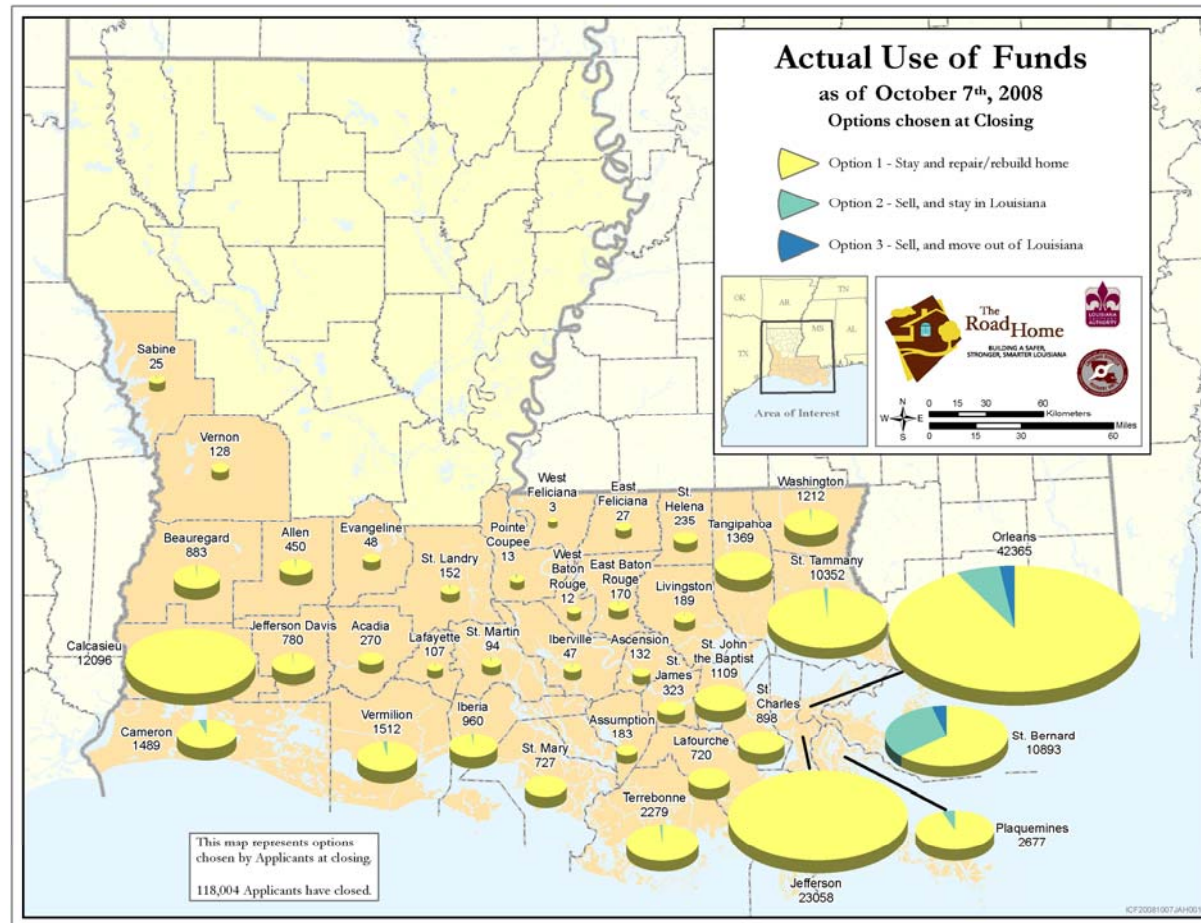 Actual Use of Funds
as of October 7th, 2008
Options chosen at Closing
Option 1 - Stay and repair/rebuild home
Option 2 - Sell, and stay in Louisiana
Option 3 - Sell, and move out of Louisiana
OK
AR
TN
MS
AL
TX
Area of Interest
The
Road Home
BUILDING A SAFER,
STRONGER, SMARTER LOUISIANA
LOUISIANA
AUTHORITY
N
W E
S
0 15 30 60
Kilometers
0 15 30 60
Miles
Sabine
25
Vernon
128
Beauregard
883
Allen
450
Evangeline
48
St. Landry
152
Pointe
Coupee
13
West
Feliciana
3
East
Feliciana
27
St.
Helena
235
Tangipahoa
1369
Washington
1212
St. Tammany
10352
Orleans
42365
West
Baton
Rouge
12
East Baton
Rouge
170
Livingston
189
Calcasieu
12096
Jefferson Davis
780
Acadia
270
Lafayette
107
St. Martin
94
Iberville
47
Ascension
132
St.
James
323
St. John
the Baptist
1109
St.
Charles
898
St. Bernard
10893
Cameron
1489
Vermilion
1512
Iberia
960
St. Mary
727
Assumption
183
Lafourche
720
Terrebonne
2279
Jefferson
23058
Plaquemines
2677
This map represents options
chosen by Applicants at closing.
118,004 Applicants have closed.
ICF20081007JAH001